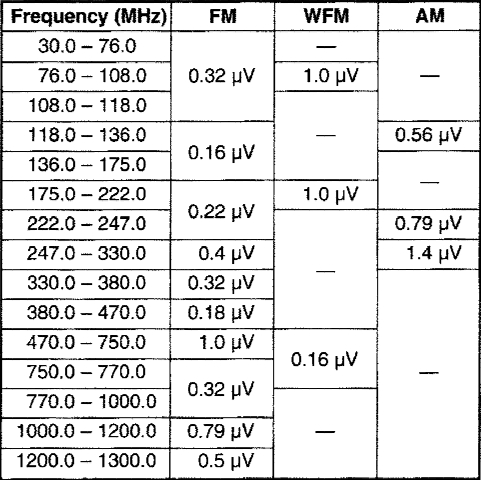 Frequency (MHz) FM WFM AM
30.0 – 76.0 —
76.0 – 108.0 0.32 µV 1.0 µV —
108.0 – 118.0
118.0 – 136.0 0.16 µV — 0.56 µV
136.0 – 175.0 —
175.0 – 222.0 0.22 µV 1.0 µV
222.0 – 247.0 0.79 µV
247.0 – 330.0 0.4 µV — 1.4 µV
330.0 – 380.0 0.32 µV
380.0 – 470.0 0.18 µV
470.0 – 750.0 1.0 µV 0.16 µV
750.0 – 770.0 0.32 µV —
770.0 – 1000.0
1000.0 – 1200.0 0.79 µV —
1200.0 – 1300.0 0.5 µV